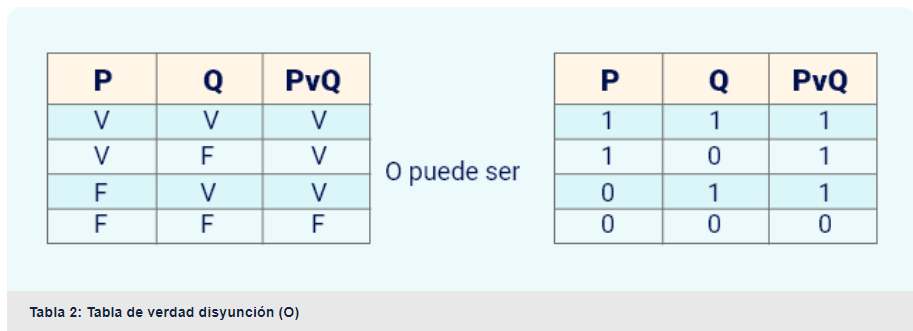 P Q PvQ
V V V
V F V
F V V
F F F
O puede ser
P Q PvQ
1 1 1
1 0 1
0 1 1
0 0 0
Tabla 2: Tabla de verdad disyunción (O)